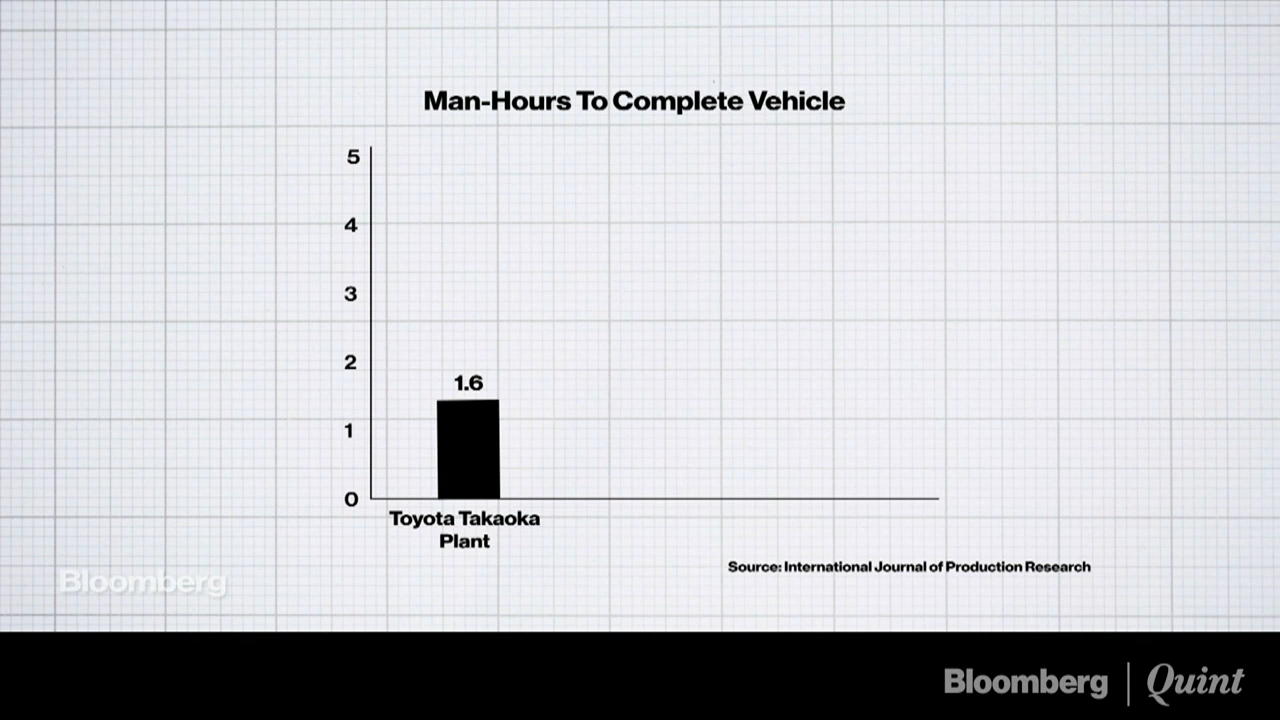 Man-Hours To Complete Vehicle
5
4
3
2
1
0
1.6
Toyota Takaoka
Plant
Source: International Journal of Production Research
Bloomberg
Bloomberg | Quint